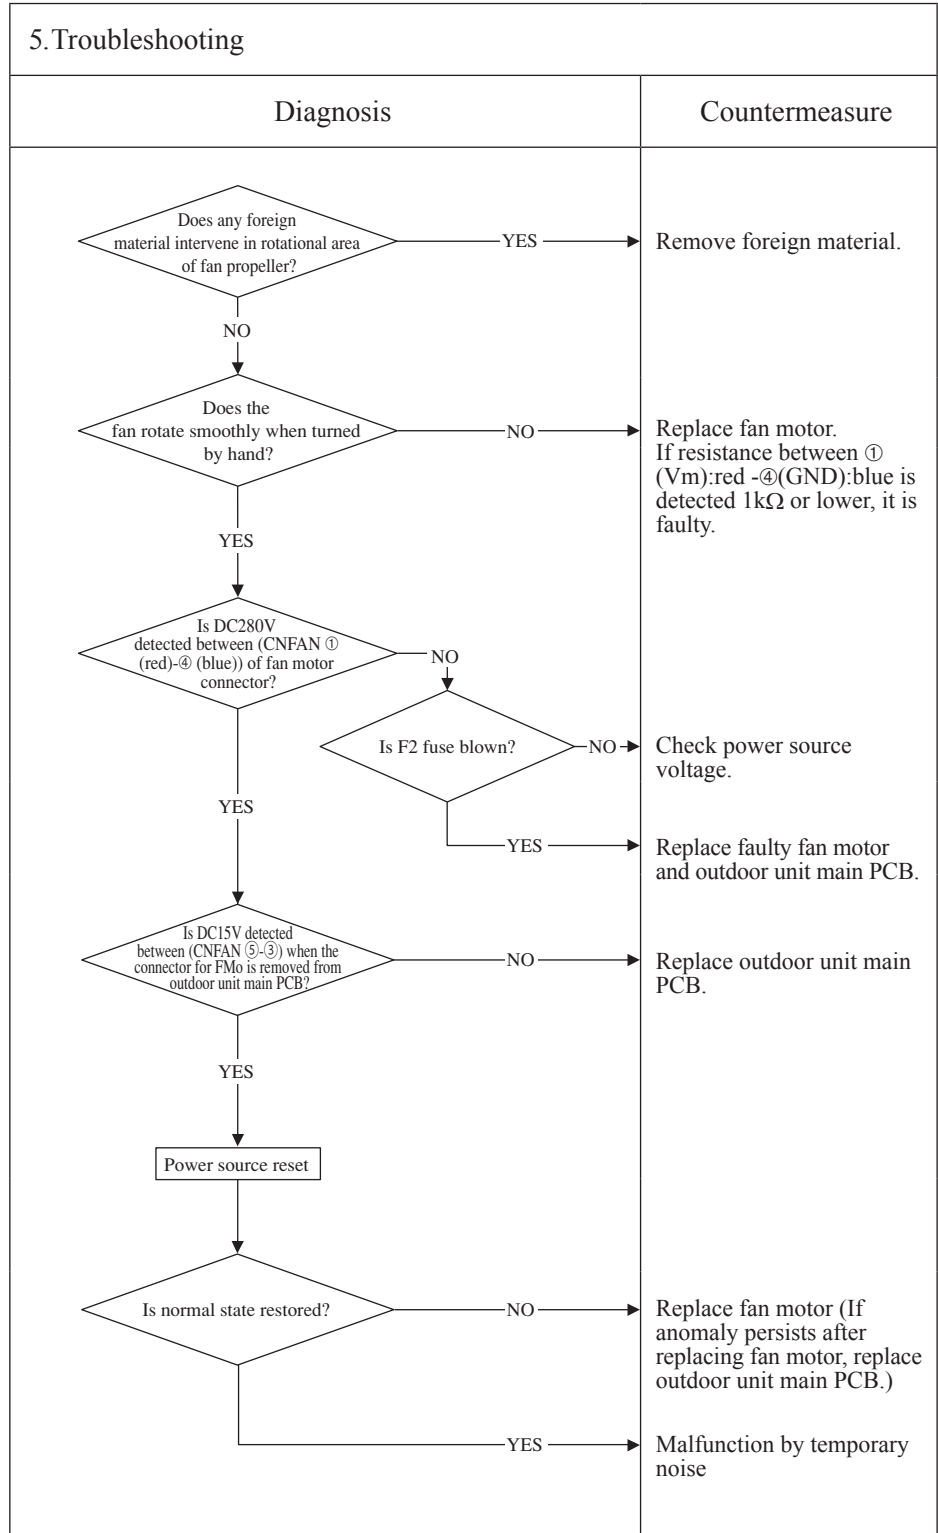 5.Troubleshooting
Diagnosis
Countermeasure
Does any foreign
material intervene in rotational area
of fan propeller?
YES
Remove foreign material.
NO
Does the
fan rotate smoothly when turned
by hand?
NO
Replace fan motor.
If resistance between ①
(Vm):red -④(GND):blue is
detected 1kΩ or lower, it is
faulty.
YES
Is DC280V
detected between (CNFAN ①
(red)-④ (blue)) of fan motor
connector?
NO
Is F2 fuse blown?
NO
Check power source
voltage.
YES
YES
Replace faulty fan motor
and outdoor unit main PCB.
Is DC15V detected
between (CNFAN ⑤-③) when the
connector for FMo is removed from
outdoor unit main PCB?
NO
Replace outdoor unit main
PCB.
YES
Power source reset
Is normal state restored?
NO
Replace fan motor (If
anomaly persists after
replacing fan motor, replace
outdoor unit main PCB.)
YES
Malfunction by temporary
noise